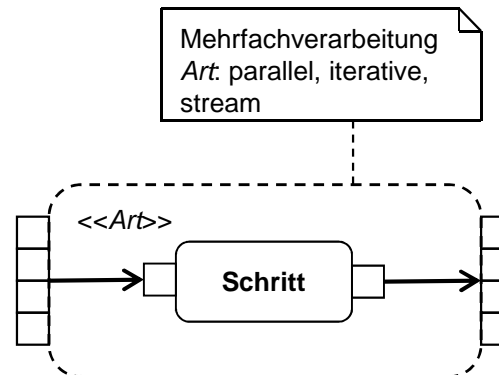 Mehrfachverarbeitung
Art: parallel, iterative,
stream
<<Art>>
Schritt